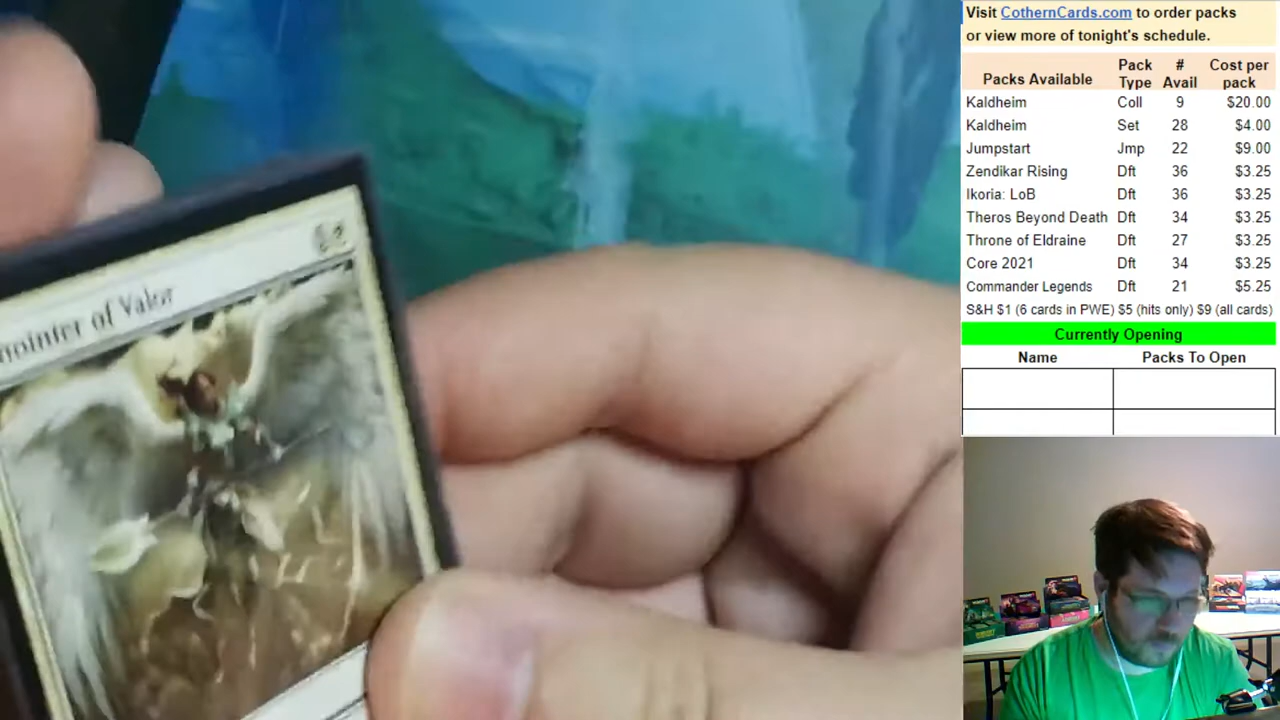 nointer of Valor
Visit CothernCards.com to order packs
or view more of tonight's schedule.
Packs Available Pack Type # Avail Cost per pack
Kaldheim Coll 9 $20.00
Kaldheim Set 28 $4.00
Jumpstart Jmp 22 $9.00
Zendikar Rising Dft 36 $3.25
Ikoria: LoB Dft 36 $3.25
Theros Beyond Death Dft 34 $3.25
Throne of Eldraine Dft 27 $3.25
Core 2021 Dft 34 $3.25
Commander Legends Dft 21 $5.25
S&H $1 (6 cards in PWE) $5 (hits only) $9 (all cards)
Currently Opening
Name Packs To Open